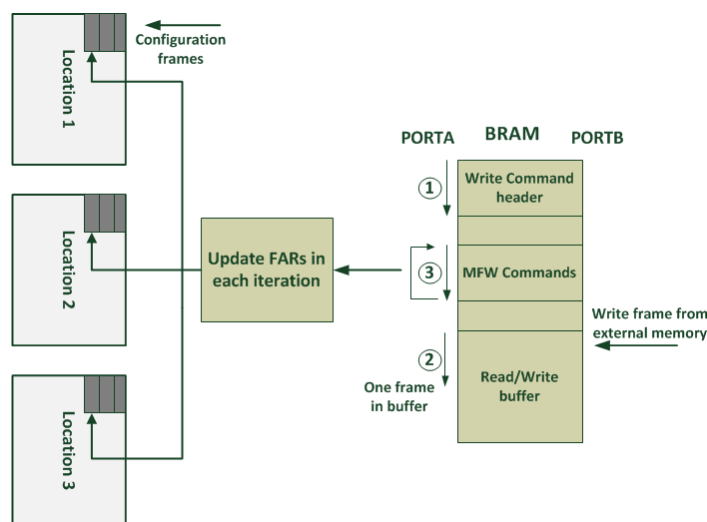 Configuration
frames
Location 1
Location 2
Location 3
Update FARs in
each iteration
PORTA
BRAM
PORTB
1
Write Command
header
3
MFW Commands
2
One frame
in buffer
Read/Write
buffer
Write frame from
external memory